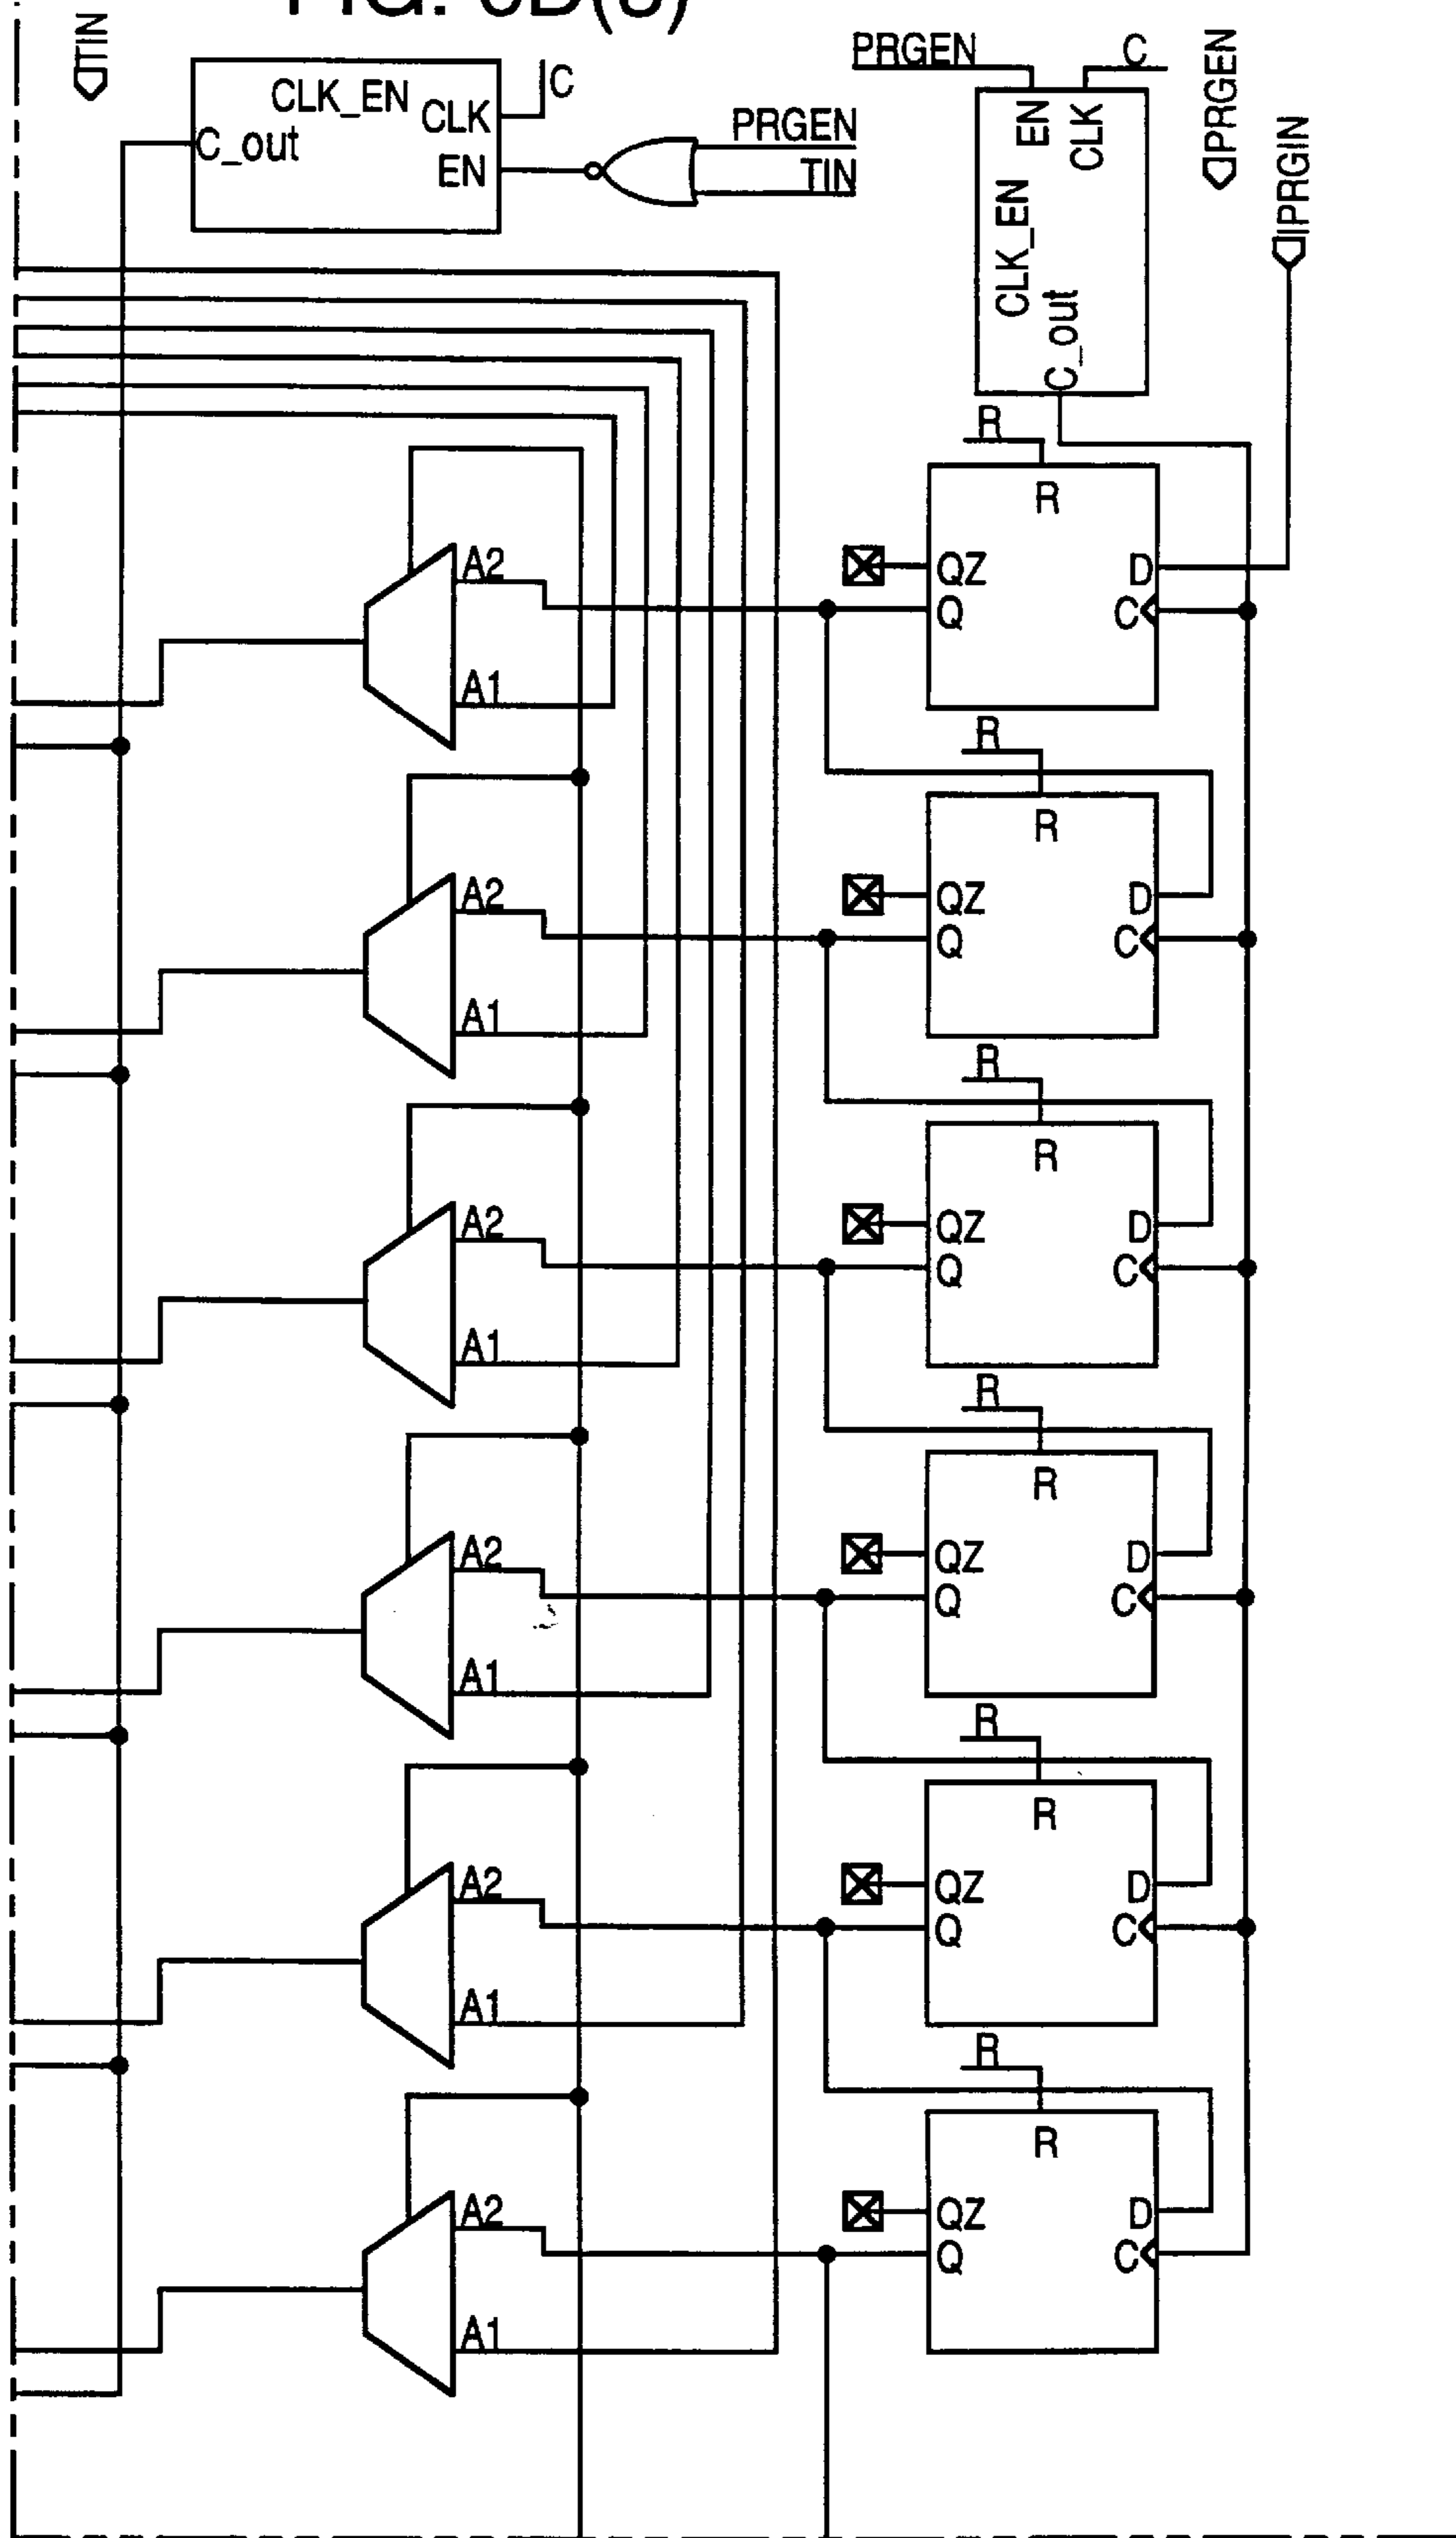 TIN
CLK_EN
CLK
C
C_out
EN
PRGEN
TIN
PRGEN
C
EN
CLK
CLK_EN
C_out
PRGEN
IPRGIN
R
R
A2
QZ
D
Q
C
A1
R
R
A2
QZ
D
Q
C
A1
R
R
A2
QZ
D
Q
C
A1
R
R
A2
QZ
D
Q
C
A1
R
R
A2
QZ
D
Q
C
A1
R
R
A2
QZ
D
Q
C
A1